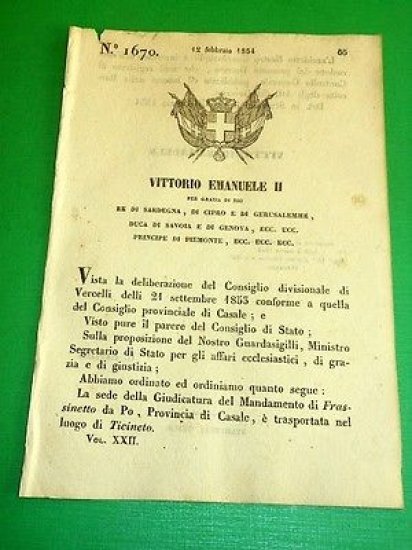 N.° 1670.
12 febbraio 1854
65
VITTORIO EMANUELE II
PER GRAZIA DI DIO
RE DI SARDEGNA, DI CIPRO E DI GERUSALEMME,
DUCA DI SAVOIA E DI GENOVA, ECC. ECC.
PRINCIPE DI PIEMONTE, ECC. ECC. ECC.
Vista la deliberazione del Consiglio divisionale di
Vercelli delli 21 settembre 1853 conforme a quella
del Consiglio provinciale di Casale; e
Visto pure il parere del Consiglio di Stato;
Sulla proposizione del Nostro Guardasigilli, Ministro
Segretario di Stato per gli affari ecclesiastici, di gra-
zia e di giustizia;
Abbiamo ordinato ed ordiniamo quanto segue:
La sede della Giudicatura del Mandamento di Fras-
sinetto da Po, Provincia di Casale, è trasportata nel
luogo di Ticineto.
VOL. XXII.